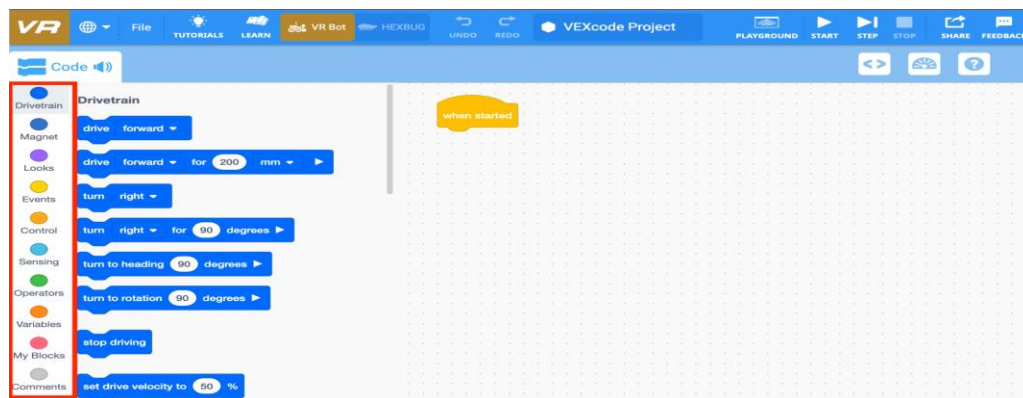 VR
File
TUTORIALS
LEARN
VR Bot
HEXBUG
UNDO
REDO
VEXcode Project
PLAYGROUND
START
STEP
STOP
SHARE
FEEDBACK
Code
< >
?
Drivetrain
Magnet
Looks
Events
Control
Sensing
Operators
Variables
My Blocks
Comments
Drivetrain
drive forward
drive forward for 200 mm
turn right
turn right for 90 degrees
turn to heading 90 degrees
turn to rotation 90 degrees
stop driving
set drive velocity to 50 %
when started